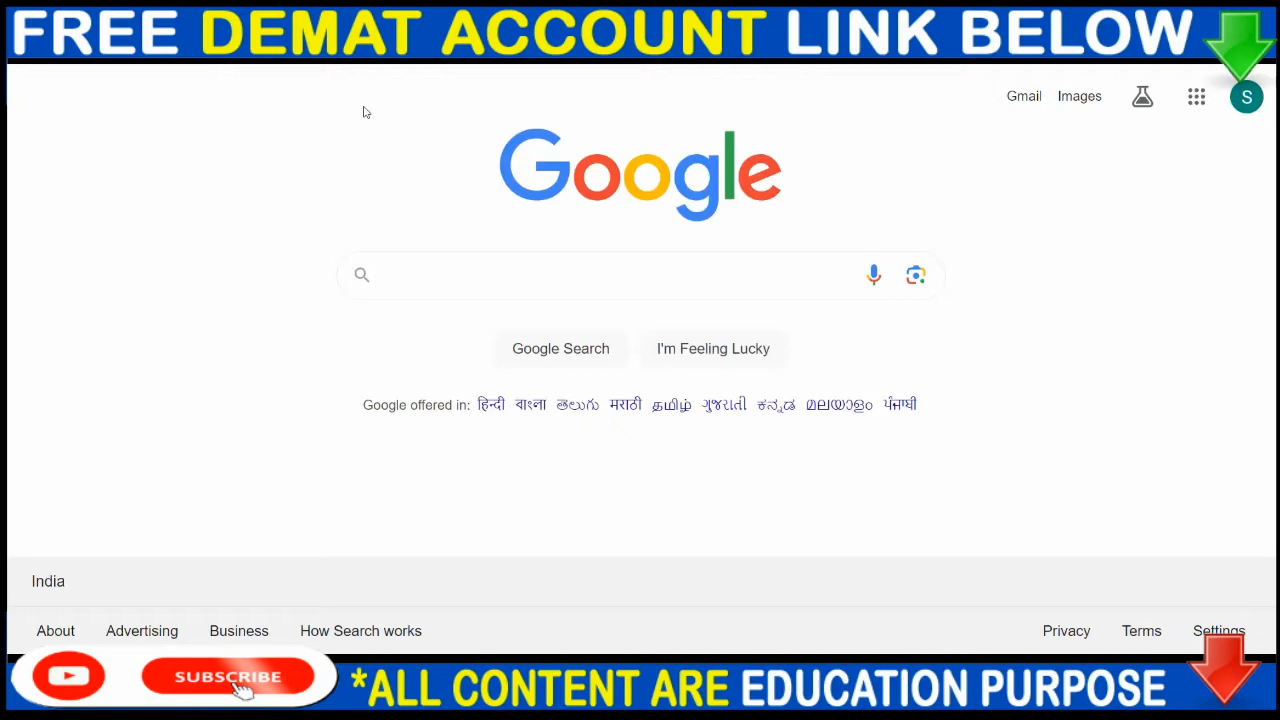 FREE DEMAT ACCOUNT LINK BELOW
Gmail Images S
Google
Google Search I'm Feeling Lucky
Google offered in: हिन्दी বাংলা తెలుగు मराठी தமிழ் ગુજરાતી ಕನ್ನಡ മലയാളം ਪੰਜਾਬੀ
India
About Advertising Business How Search works Privacy Terms Settings
SUBSCRIBE
*ALL CONTENT ARE EDUCATION PURPOSE